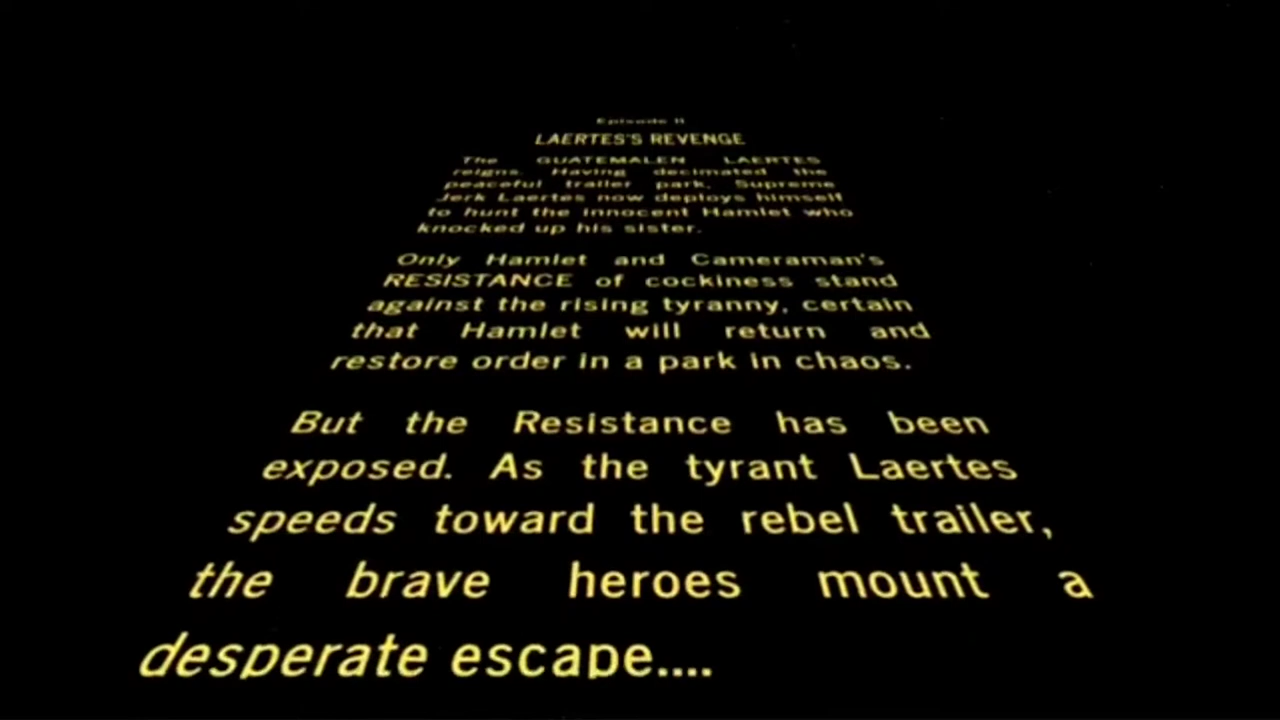 Episode II
LAERTES'S REVENGE
The GUATEMALEN LAERTES
reigns. Having decimated the
peaceful trailer park, Supreme
Jerk Laertes now deploys himself
to hunt the innocent Hamlet who
knocked up his sister.
Only Hamlet and Cameraman's
RESISTANCE of cockiness stand
against the rising tyranny, certain
that Hamlet will return and
restore order in a park in chaos.
But the Resistance has been
exposed. As the tyrant Laertes
speeds toward the rebel trailer,
the brave heroes mount a
desperate escape....